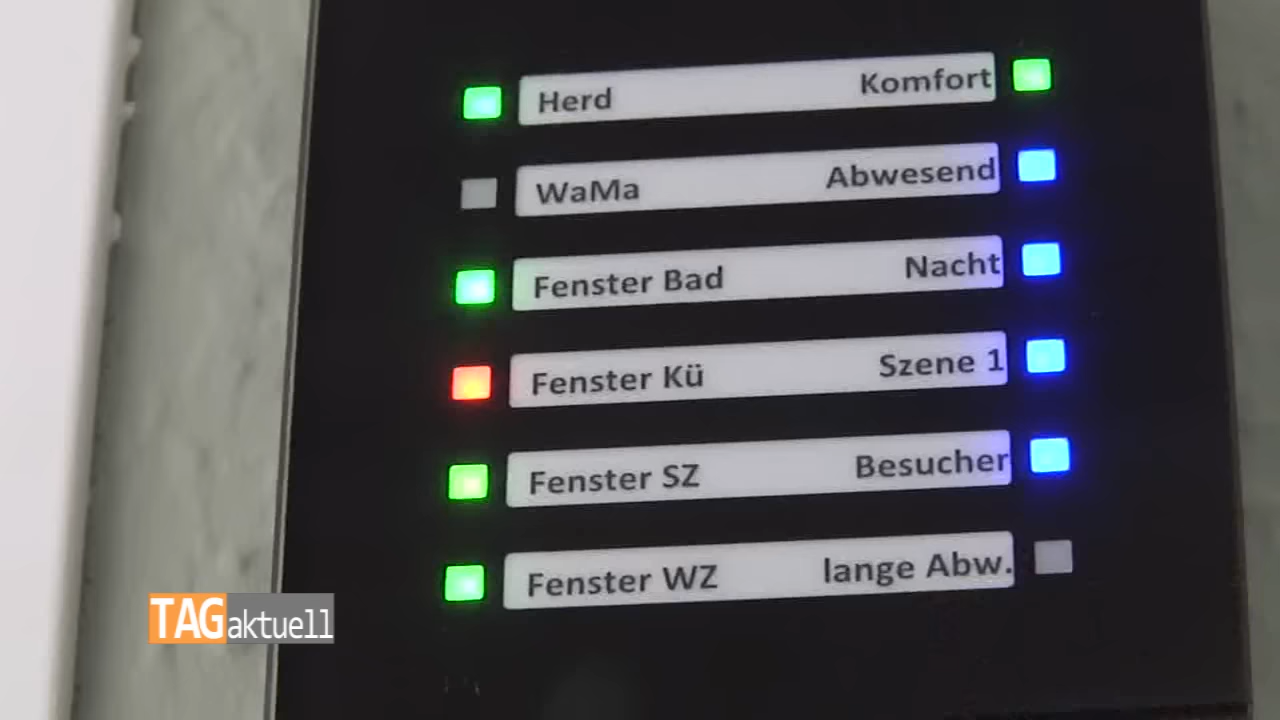 Herd Komfort
WaMa Abwesend
Fenster Bad Nacht
Fenster Kü Szene 1
Fenster SZ Besucher
Fenster WZ lange Abw.
TAGaktuell